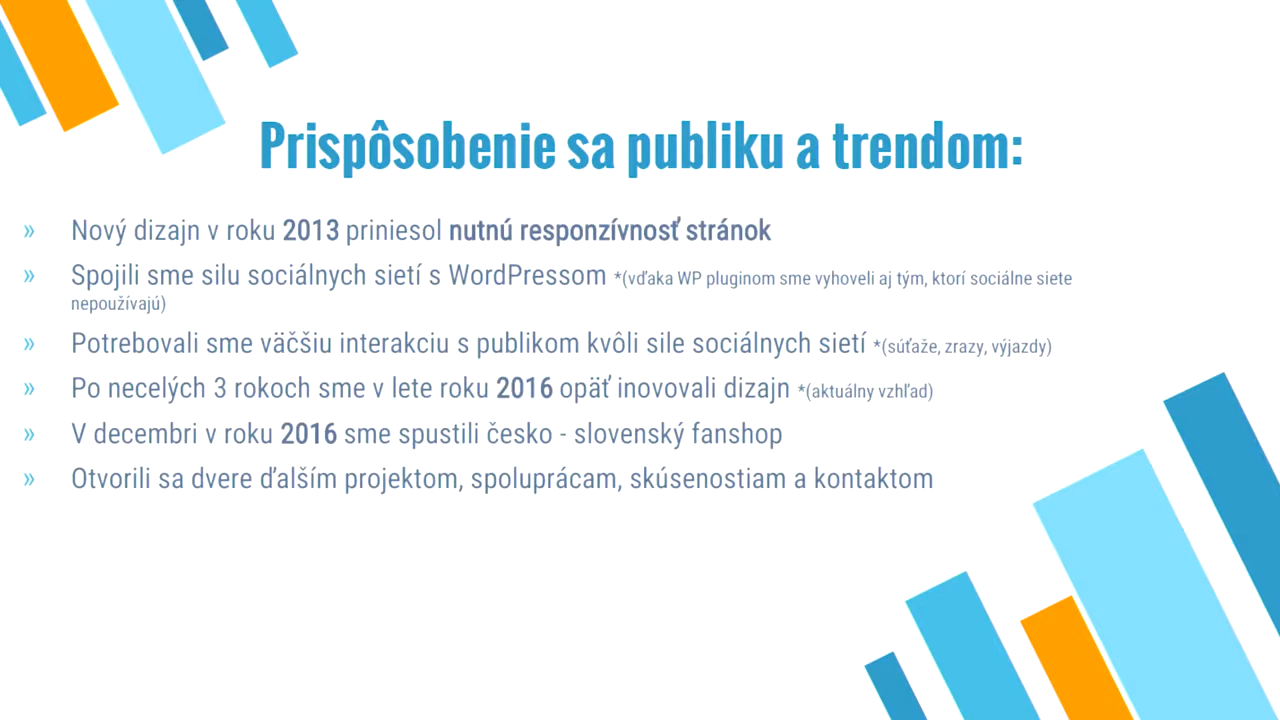 Prispôsobenie sa publiku a trendom:
» Nový dizajn v roku 2013 priniesol nutnú responzívnosť stránok
» Spojili sme silu sociálnych sietí s WordPressom *(vďaka WP pluginom sme vyhoveli aj tým, ktorí sociálne siete
nepoužívajú)
» Potrebovali sme väčšiu interakciu s publikom kvôli sile sociálnych sietí *(súťaže, zrazy, výjazdy)
» Po necelých 3 rokoch sme v lete roku 2016 opäť inovovali dizajn *(aktuálny vzhľad)
» V decembri v roku 2016 sme spustili česko - slovenský fanshop
» Otvorili sa dvere ďalším projektom, spoluprácam, skúsenostiam a kontaktom